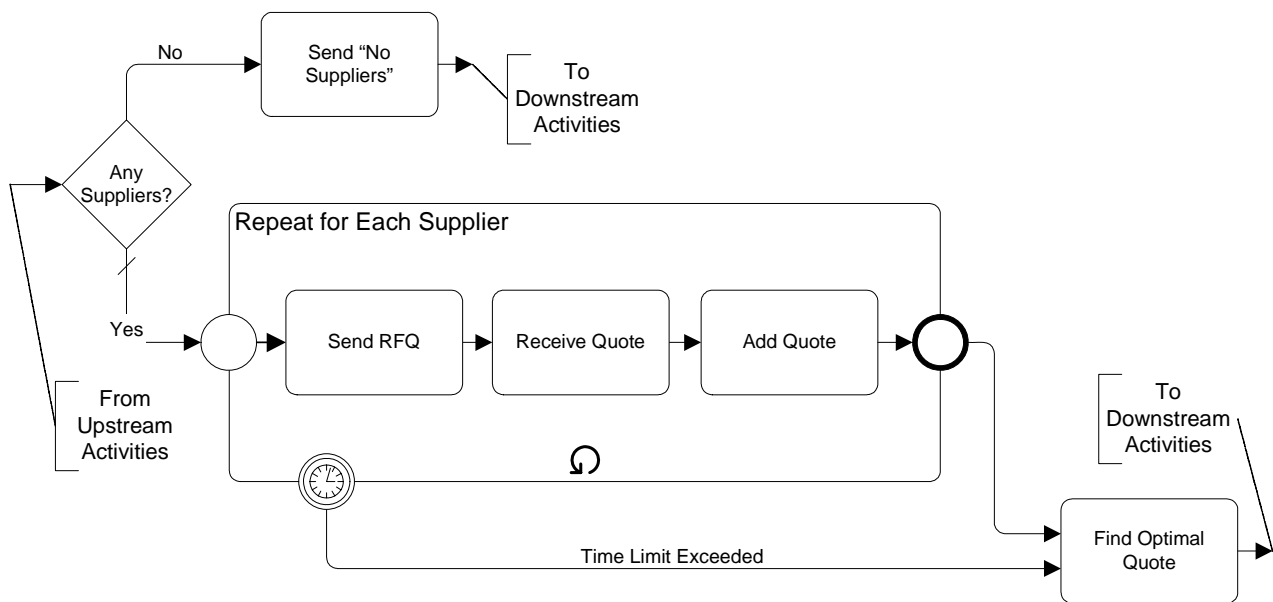 No
Send “No
Suppliers”
To
Downstream
Activities
Any
Suppliers?
Repeat for Each Supplier
Yes
Send RFQ
Receive Quote
Add Quote
From
Upstream
Activities
To
Downstream
Activities
Time Limit Exceeded
Find Optimal
Quote